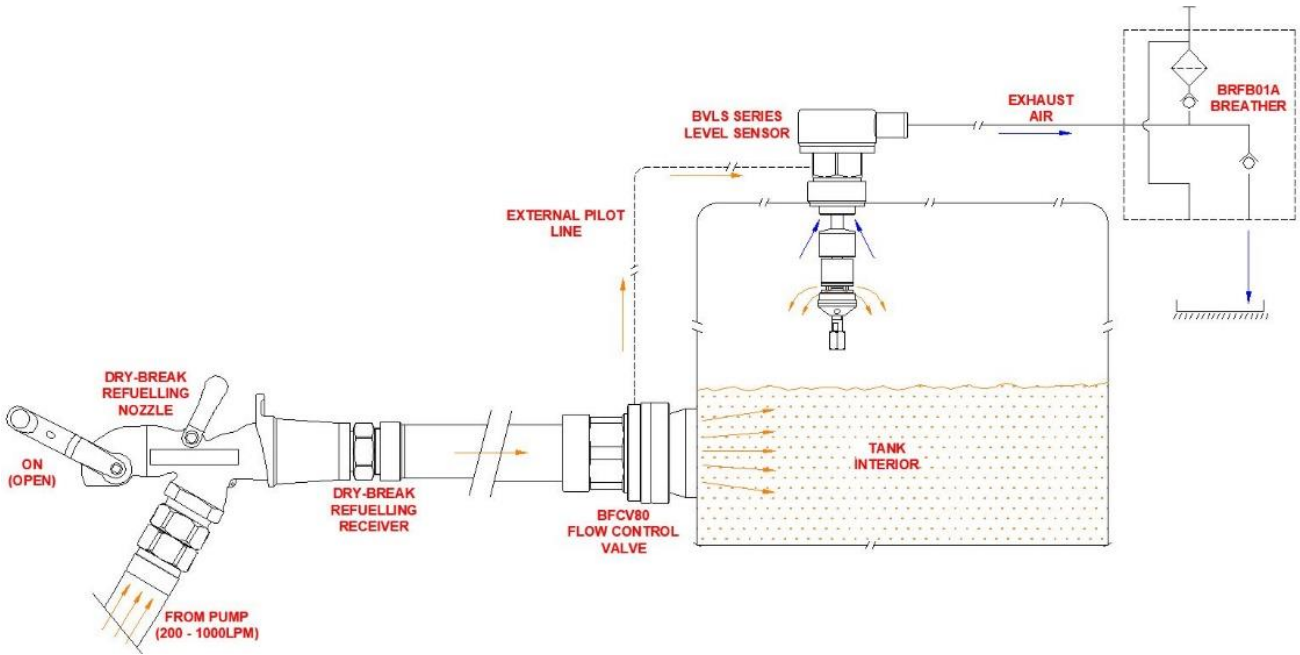 BRFB01A
BREATHER
EXHAUST
AIR
BVLS SERIES
LEVEL SENSOR
EXTERNAL PILOT
LINE
DRY-BREAK
REFUELLING
NOZZLE
ON
(OPEN)
TANK
INTERIOR
DRY-BREAK
REFUELLING
RECEIVER
BFCV80
FLOW CONTROL
VALVE
FROM PUMP
(200 - 1000LPM)